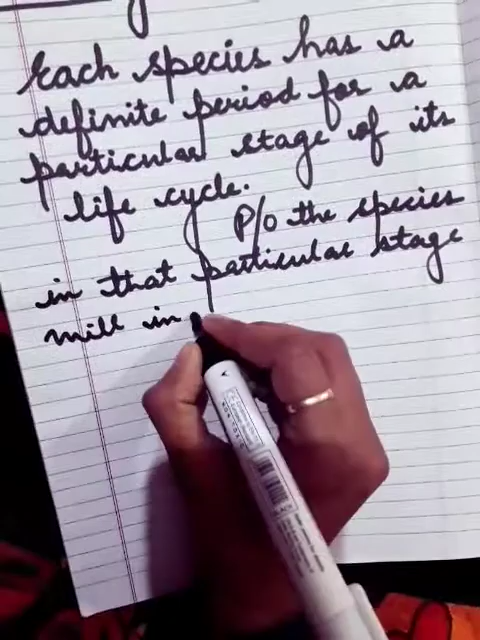 Each species has a
definite period for a
particular stage of its
life cycle.
P/o the species
in that particular stage
will in